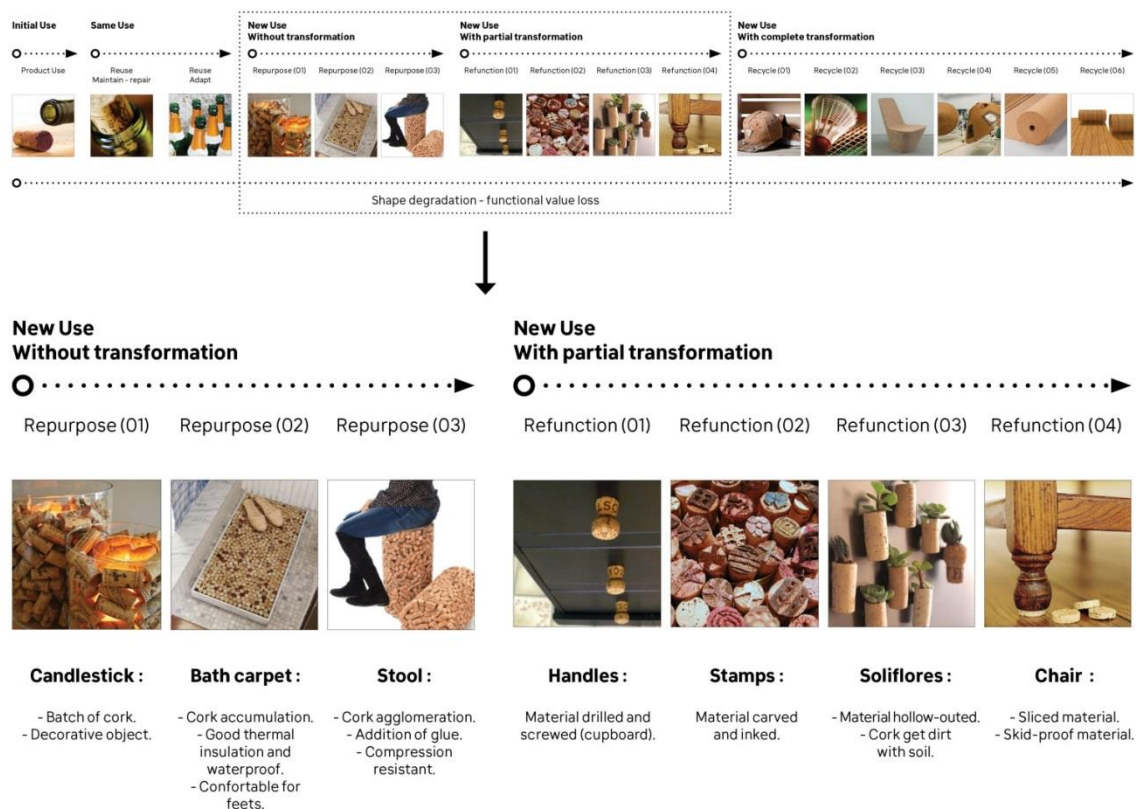 Initial Use
Same Use
New Use
Without transformation
New Use
With partial transformation
New Use
With complete transformation
Product Use
Reuse
Maintain - repair
Reuse
Adapt
Repurpose (01)
Repurpose (02)
Repurpose (03)
Refunction (01)
Refunction (02)
Refunction (03)
Refunction (04)
Recycle (01)
Recycle (02)
Recycle (03)
Recycle (04)
Recycle (05)
Recycle (06)
Shape degradation - functional value loss
New Use
Without transformation
New Use
With partial transformation
Repurpose (01)
Repurpose (02)
Repurpose (03)
Refunction (01)
Refunction (02)
Refunction (03)
Refunction (04)
Candlestick :
- Batch of cork.
- Decorative object.
Bath carpet :
- Cork accumulation.
- Good thermal
insulation and
waterproof.
- Confortable for
feets.
Stool :
- Cork agglomeration.
- Addition of glue.
- Compression
resistant.
Handles :
Material drilled and
screwed (cupboard).
Stamps :
Material carved
and inked.
Soliflores :
- Material hollow-outed.
- Cork get dirt
with soil.
Chair :
- Sliced material.
- Skid-proof material.